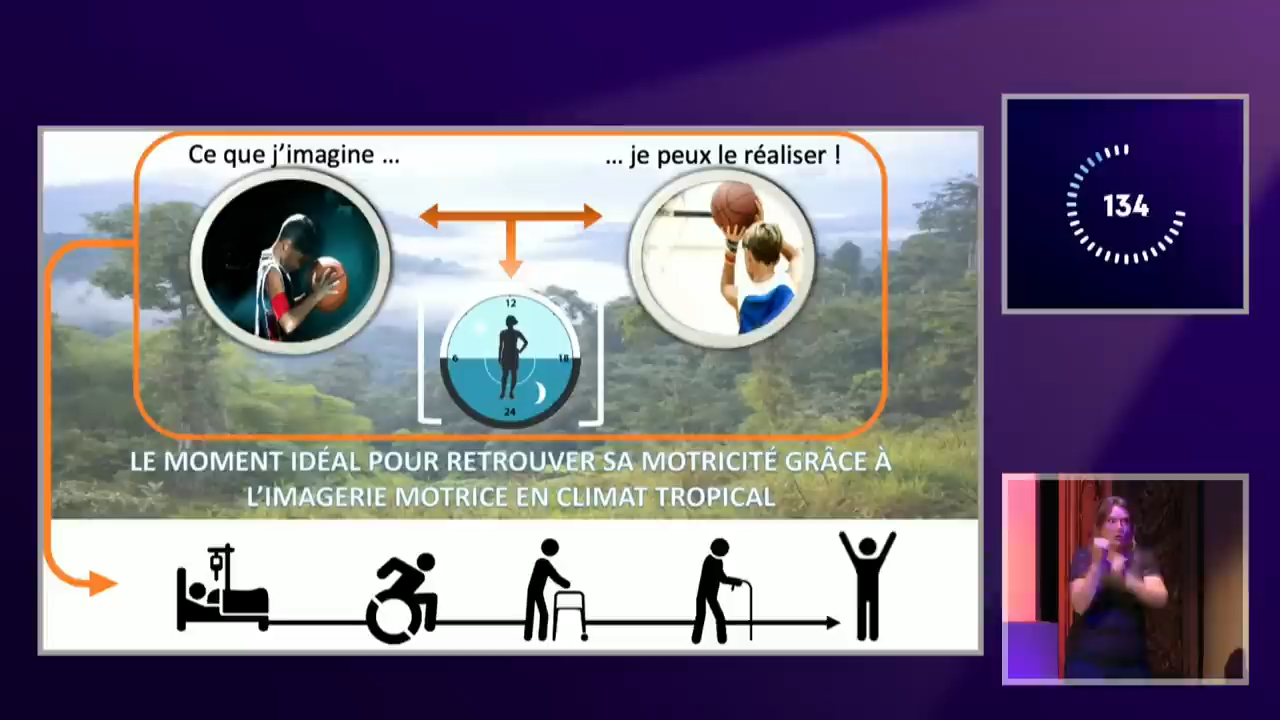 Ce que j'imagine ...
... je peux le réaliser !
12
6
18
24
LE MOMENT IDÉAL POUR RETROUVER SA MOTRICITÉ GRÂCE À
L'IMAGERIE MOTRICE EN CLIMAT TROPICAL
134